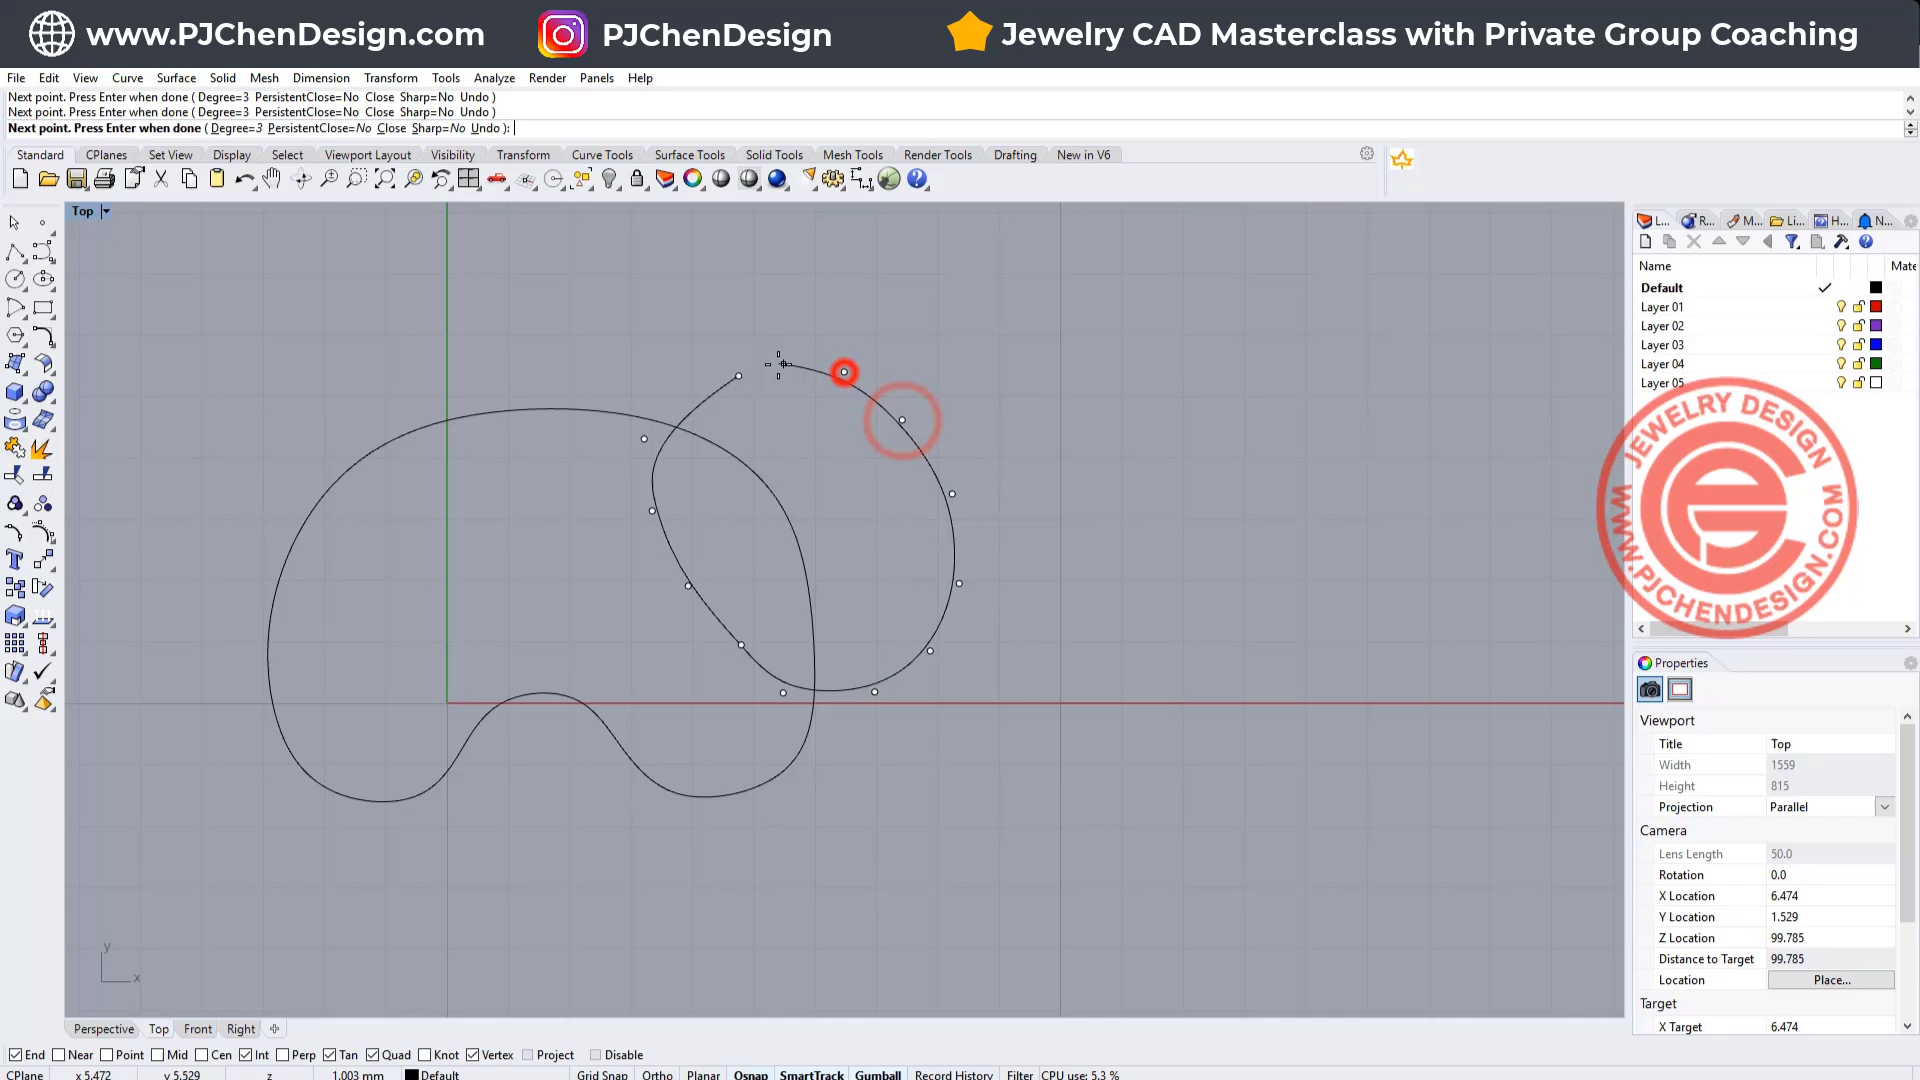 www.PJChenDesign.com PJChenDesign Jewelry CAD Masterclass with Private Group Coaching
File Edit View Curve Surface Solid Mesh Dimension Transform Tools Analyze Render Panels Help
Next point. Press Enter when done ( Degree=3 PersistentClose=No Close Sharp=No Undo )
Next point. Press Enter when done ( Degree=3 PersistentClose=No Close Sharp=No Undo )
Next point. Press Enter when done ( Degree=3 PersistentClose=No Close Sharp=No Undo ):
Standard CPlanes Set View Display Select Viewport Layout Visibility Transform Curve Tools Surface Tools Solid Tools Mesh Tools Render Tools Drafting New in V6
Top
L... R... M... Li... H... N...
Name Mate
Default
Layer 01
Layer 02
Layer 03
Layer 04
Layer 05
JEWELRY DESIGN
WWW.PJCHENDESIGN.COM
Properties
Viewport
Title Top
Width 1559
Height 815
Projection Parallel
Camera
Lens Length 50.0
Rotation 0.0
X Location 6.474
Y Location 1.529
Z Location 99.785
Distance to Target 99.785
Location Place...
Target
X Target 6.474
y
x
Perspective Top Front Right
End Near Point Mid Cen Int Perp Tan Quad Knot Vertex Project Disable
CPlane x 5.472 y 5.529 z 1.003 mm Default Grid Snap Ortho Planar Osnap SmartTrack Gumball Record History Filter CPU use: 5.3 %